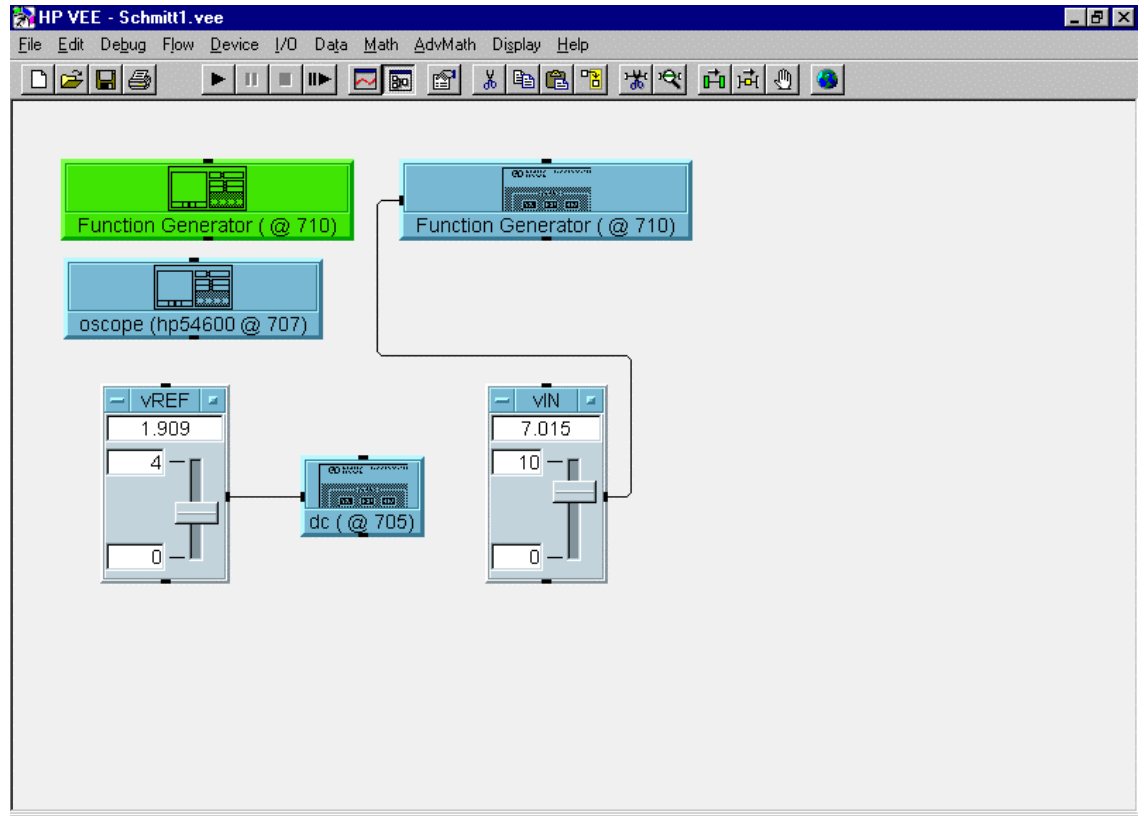 HP VEE - Schmitt1.vee
File Edit Debug Flow Device I/O Data Math AdvMath Display Help
Function Generator ( @ 710)
Function Generator ( @ 710)
oscope (hp54600 @ 707)
vREF
1.909
4
0
dc ( @ 705)
vIN
7.015
10
0